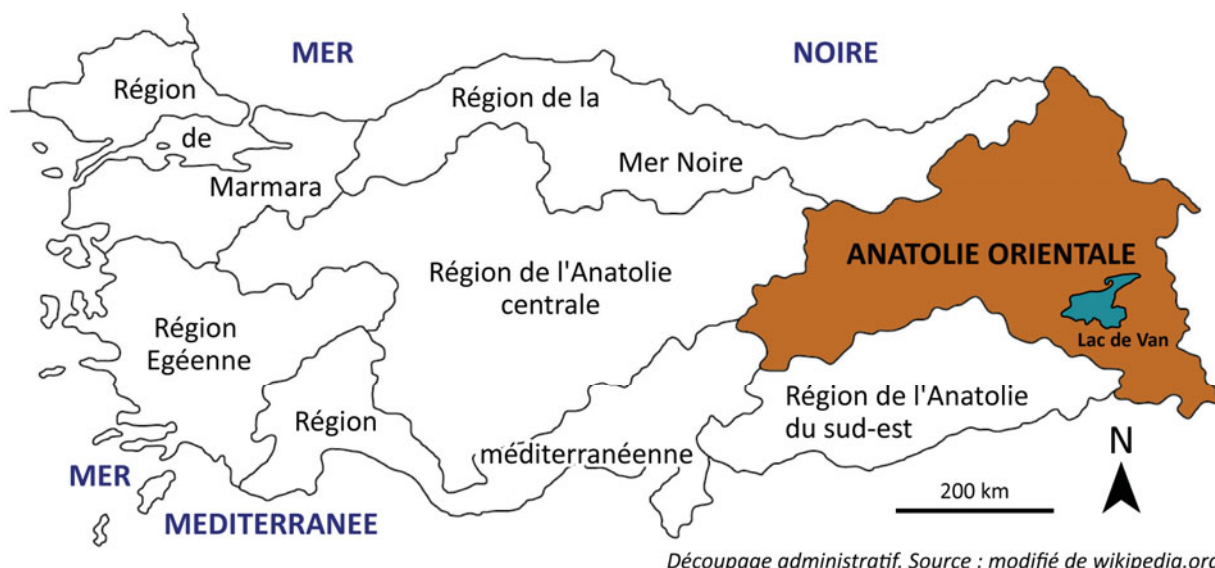 MER NOIRE
Région
de
Marmara
Région de la
Mer Noire
ANATOLIE ORIENTALE
Lac de Van
Région de l'Anatolie
centrale
Région
Egéenne
Région
méditerranéenne
Région de l'Anatolie
du sud-est
MER
MEDITERRANEE
200 km
N
Découpage administratif. Source : modifié de wikipedia.org